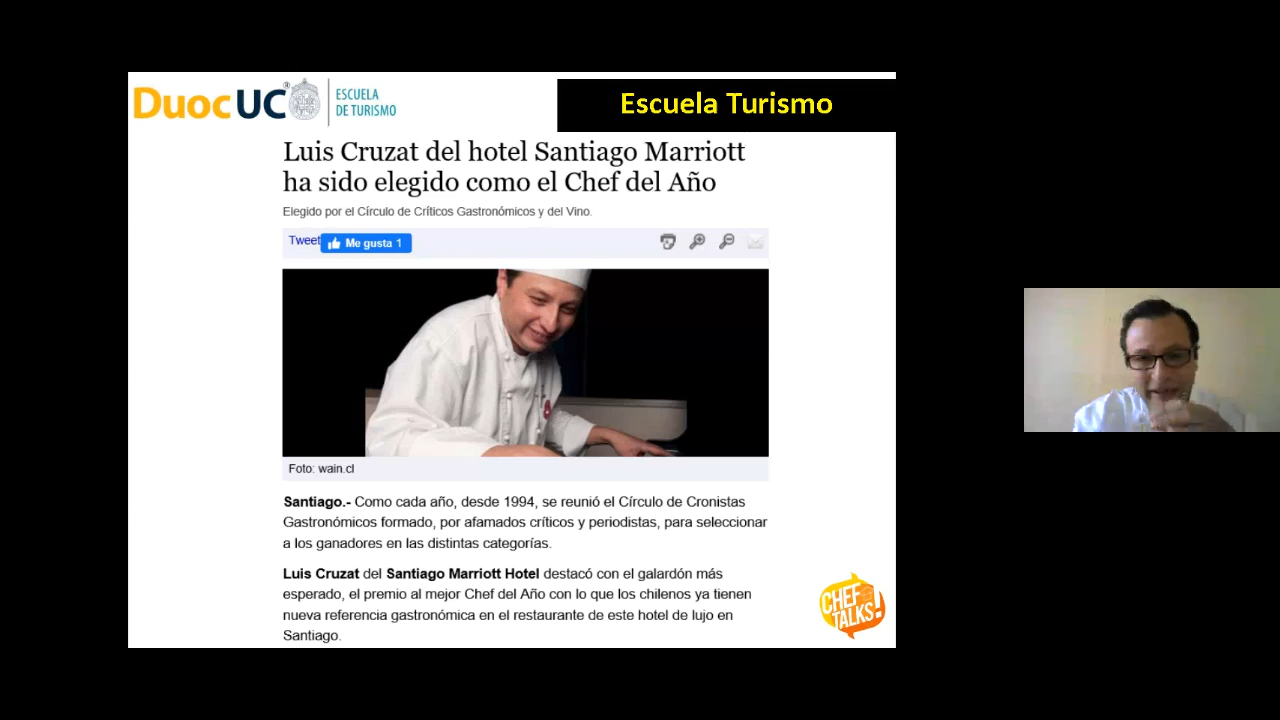 Duoc UC®
ESCUELA
DE TURISMO
Escuela Turismo
Luis Cruzat del hotel Santiago Marriott
ha sido elegido como el Chef del Año
Elegido por el Círculo de Críticos Gastronómicos y del Vino.
Tweet Me gusta 1
Foto: wain.cl
Santiago.- Como cada año, desde 1994, se reunió el Círculo de Cronistas
Gastronómicos formado, por afamados críticos y periodistas, para seleccionar
a los ganadores en las distintas categorías.
Luis Cruzat del Santiago Marriott Hotel destacó con el galardón más
esperado, el premio al mejor Chef del Año con lo que los chilenos ya tienen
nueva referencia gastronómica en el restaurante de este hotel de lujo en
Santiago.
CHEF
TALKS!